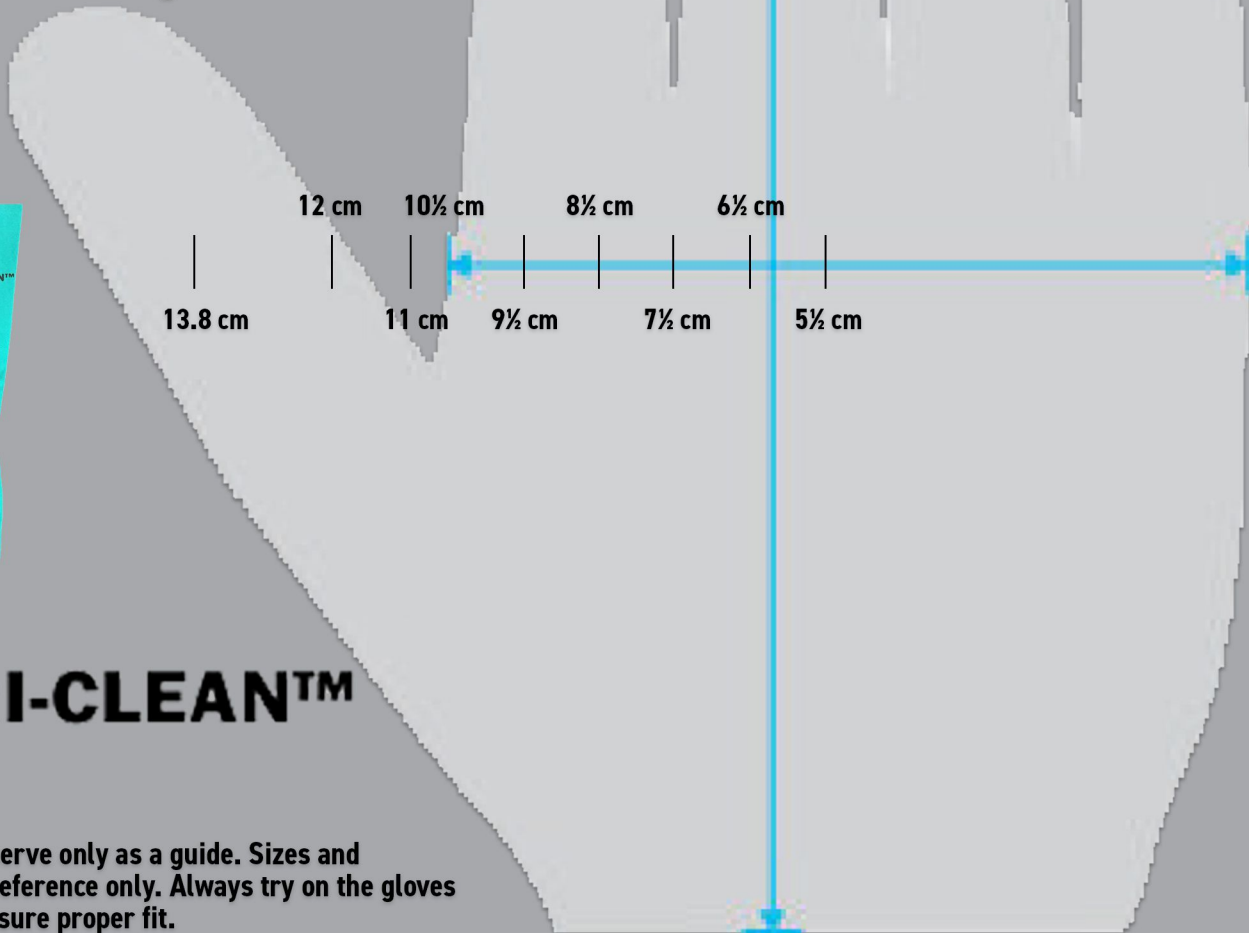 12 cm 10½ cm 8½ cm 6½ cm
N™
13.8 cm 11 cm 9½ cm 7½ cm 5½ cm
I-CLEAN™
erve only as a guide. Sizes and
eference only. Always try on the gloves
sure proper fit.